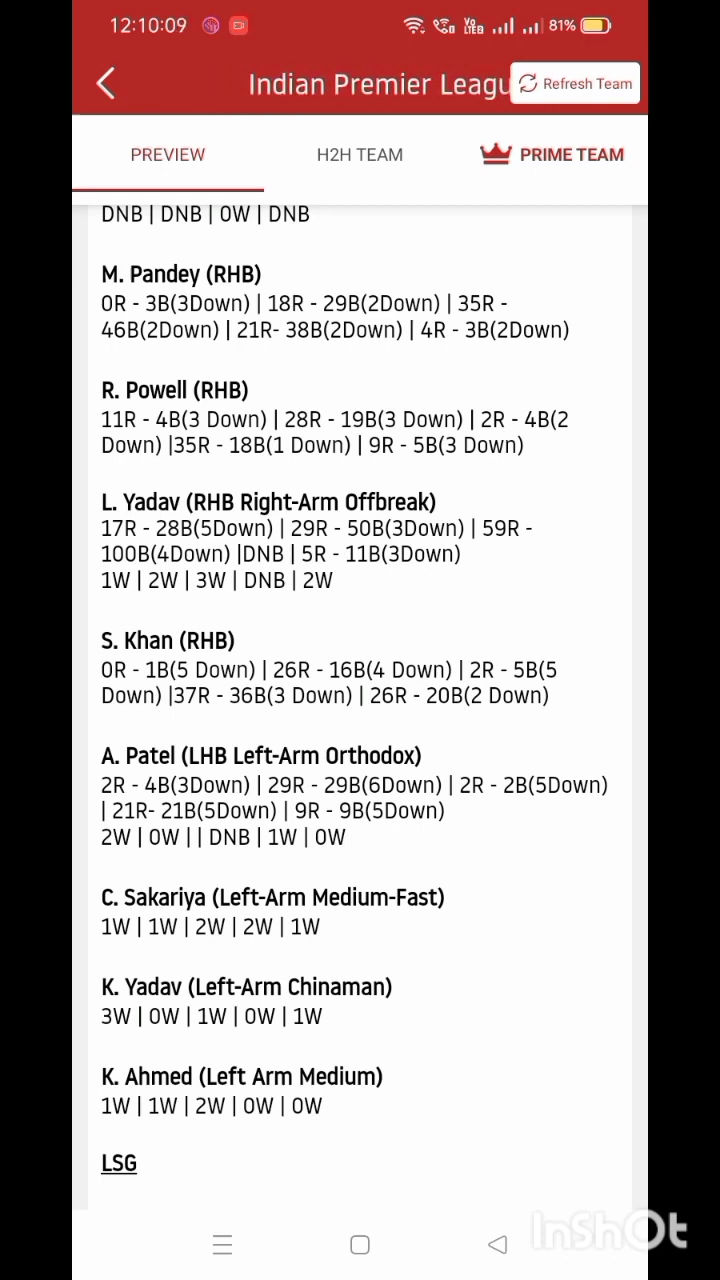 12:10:09 Vo LTE2 81%
Indian Premier Leagu Refresh Team
PREVIEW H2H TEAM PRIME TEAM
DNB | DNB | 0W | DNB
M. Pandey (RHB)
0R - 3B(3Down) | 18R - 29B(2Down) | 35R -
46B(2Down) | 21R- 38B(2Down) | 4R - 3B(2Down)
R. Powell (RHB)
11R - 4B(3 Down) | 28R - 19B(3 Down) | 2R - 4B(2
Down) |35R - 18B(1 Down) | 9R - 5B(3 Down)
L. Yadav (RHB Right-Arm Offbreak)
17R - 28B(5Down) | 29R - 50B(3Down) | 59R -
100B(4Down) |DNB | 5R - 11B(3Down)
1W | 2W | 3W | DNB | 2W
S. Khan (RHB)
0R - 1B(5 Down) | 26R - 16B(4 Down) | 2R - 5B(5
Down) |37R - 36B(3 Down) | 26R - 20B(2 Down)
A. Patel (LHB Left-Arm Orthodox)
2R - 4B(3Down) | 29R - 29B(6Down) | 2R - 2B(5Down)
| 21R- 21B(5Down) | 9R - 9B(5Down)
2W | 0W | | DNB | 1W | 0W
C. Sakariya (Left-Arm Medium-Fast)
1W | 1W | 2W | 2W | 1W
K. Yadav (Left-Arm Chinaman)
3W | 0W | 1W | 0W | 1W
K. Ahmed (Left Arm Medium)
1W | 1W | 2W | 0W | 0W
LSG
InShOt